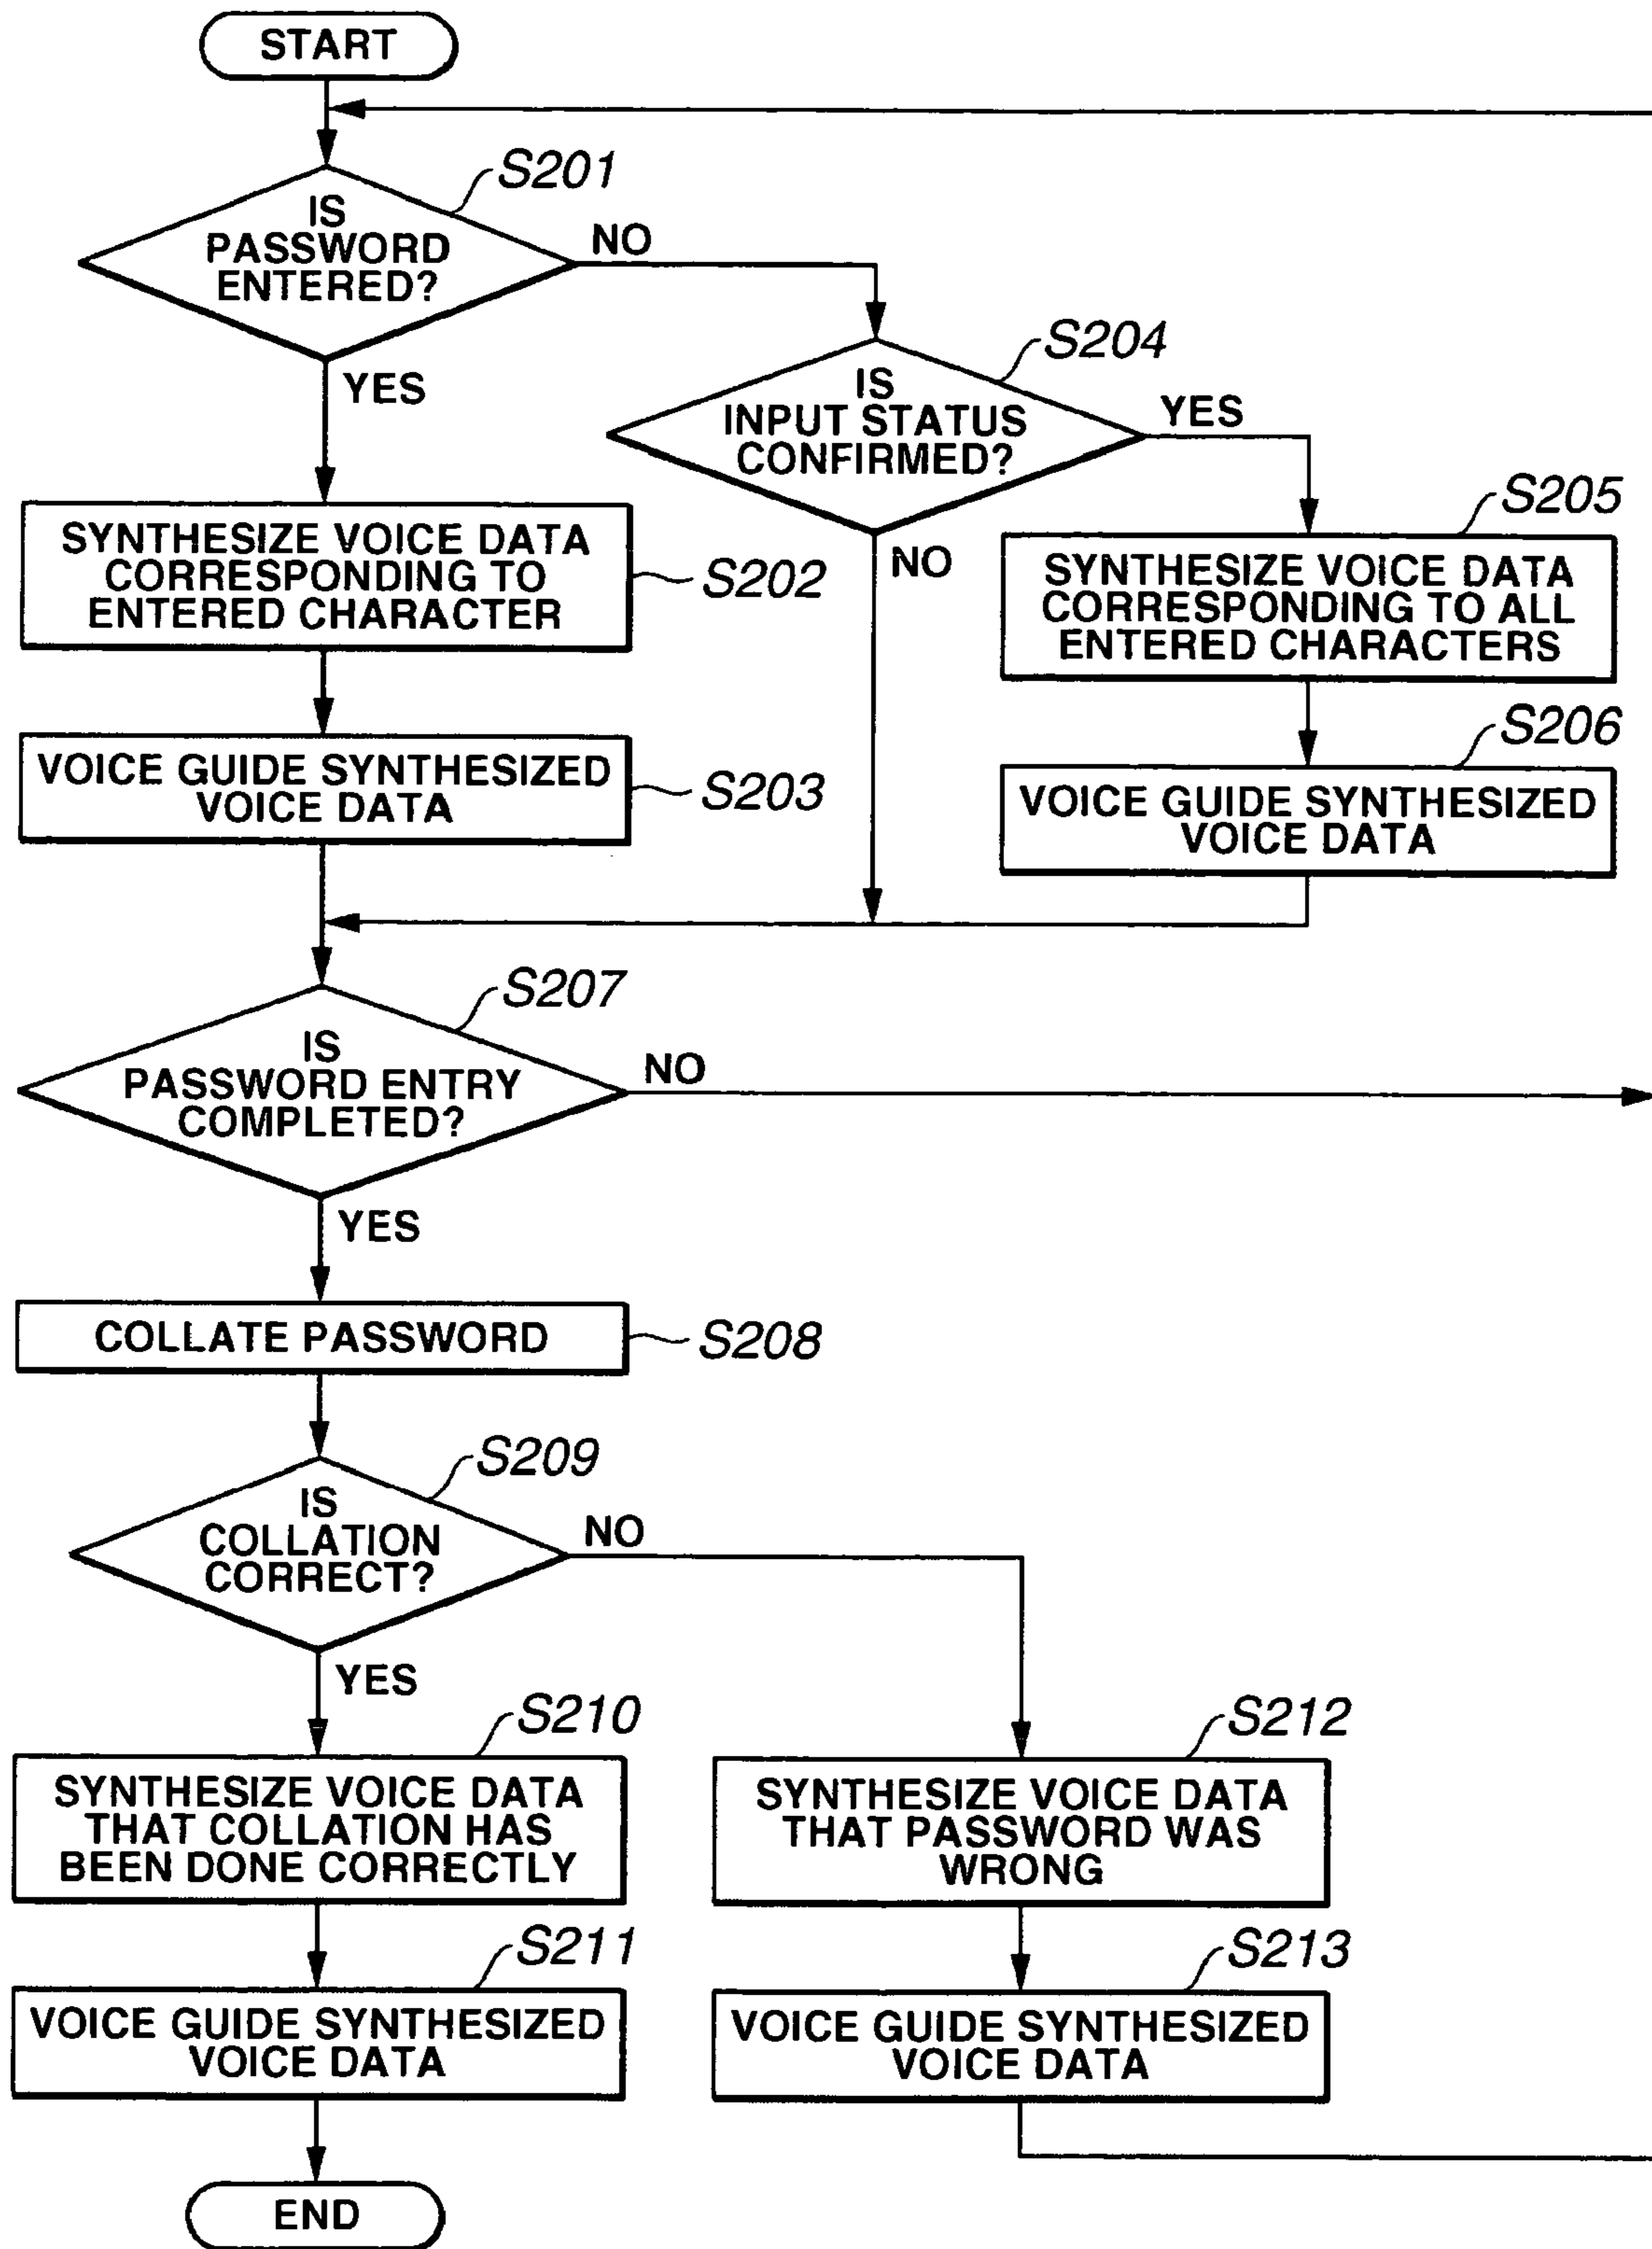 START
S201
IS
PASSWORD
ENTERED?
NO
YES
S204
IS
INPUT STATUS
CONFIRMED?
YES
NO
S202
SYNTHESIZE VOICE DATA
CORRESPONDING TO
ENTERED CHARACTER
S205
SYNTHESIZE VOICE DATA
CORRESPONDING TO ALL
ENTERED CHARACTERS
S203
VOICE GUIDE SYNTHESIZED
VOICE DATA
S206
VOICE GUIDE SYNTHESIZED
VOICE DATA
S207
IS
PASSWORD ENTRY
COMPLETED?
NO
YES
COLLATE PASSWORD
S208
S209
IS
COLLATION
CORRECT?
NO
YES
S210
SYNTHESIZE VOICE DATA
THAT COLLATION HAS
BEEN DONE CORRECTLY
S212
SYNTHESIZE VOICE DATA
THAT PASSWORD WAS
WRONG
S211
VOICE GUIDE SYNTHESIZED
VOICE DATA
S213
VOICE GUIDE SYNTHESIZED
VOICE DATA
END